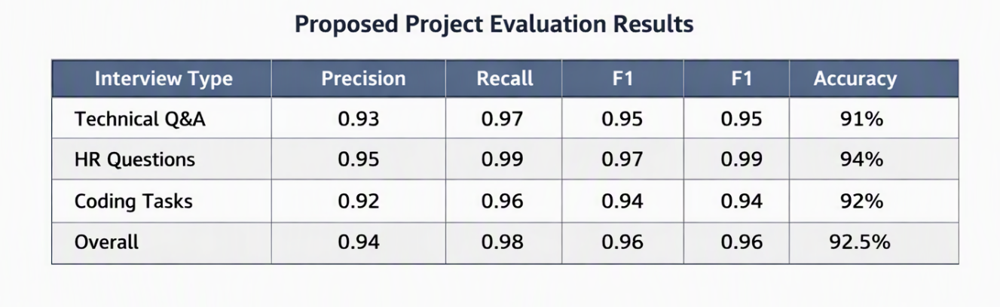 Proposed Project Evaluation Results
Interview Type Precision Recall F1 F1 Accuracy
Technical Q&A 0.93 0.97 0.95 0.95 91%
HR Questions 0.95 0.99 0.97 0.99 94%
Coding Tasks 0.92 0.96 0.94 0.94 92%
Overall 0.94 0.98 0.96 0.96 92.5%